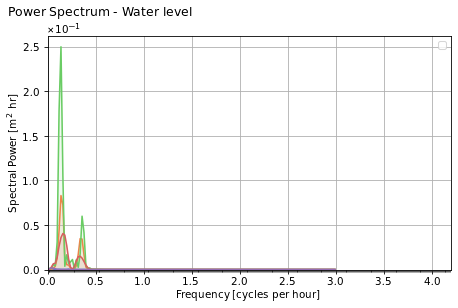 Power Spectrum - Water level
×10⁻¹
2.5
2.0
1.5
1.0
0.5
0.0
Spectral Power [m² hr]
0.0 0.5 1.0 1.5 2.0 2.5 3.0 3.5 4.0
Frequency [cycles per hour]